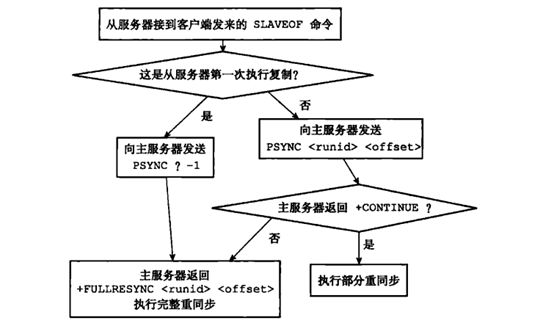 从服务器接到客户端发来的 SLAVEOF 命令
这是从服务器第一次执行复制?
是
否
向主服务器发送
PSYNC ? -1
向主服务器发送
PSYNC <runid> <offset>
主服务器返回 +CONTINUE ?
否
是
主服务器返回
+FULLRESYNC <runid> <offset>
执行完整重同步
执行部分重同步